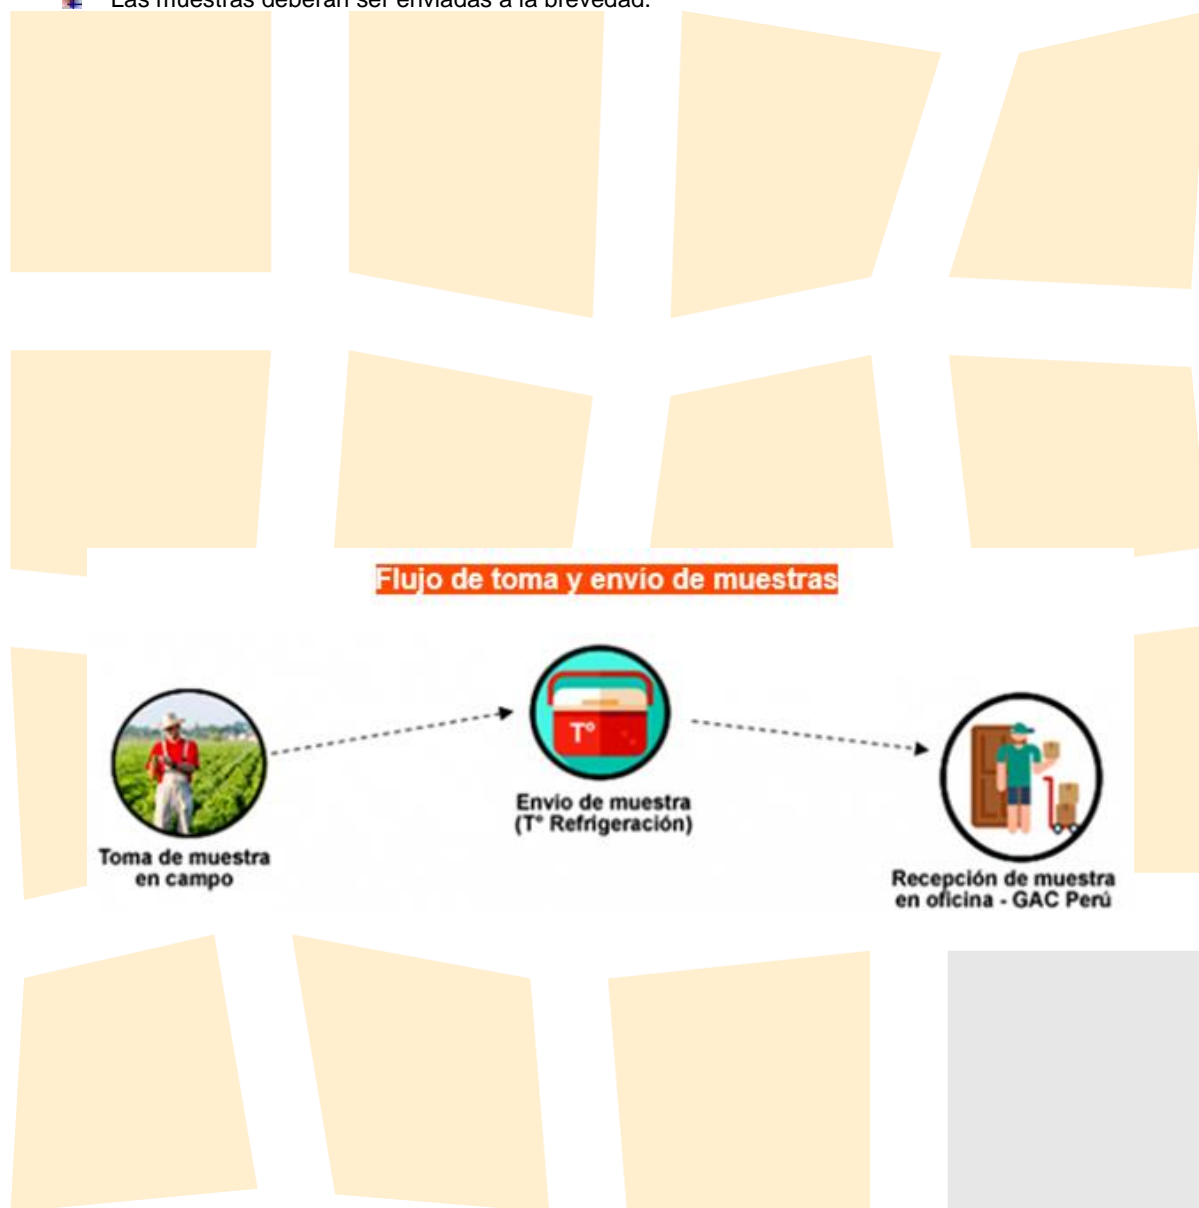 Las muestras deberán ser enviadas a la brevedad.
Flujo de toma y envío de muestras
T°
Envio de muestra
(T° Refrigeración)
Toma de muestra
en campo
Recepción de muestra
en oficina - GAC Perú